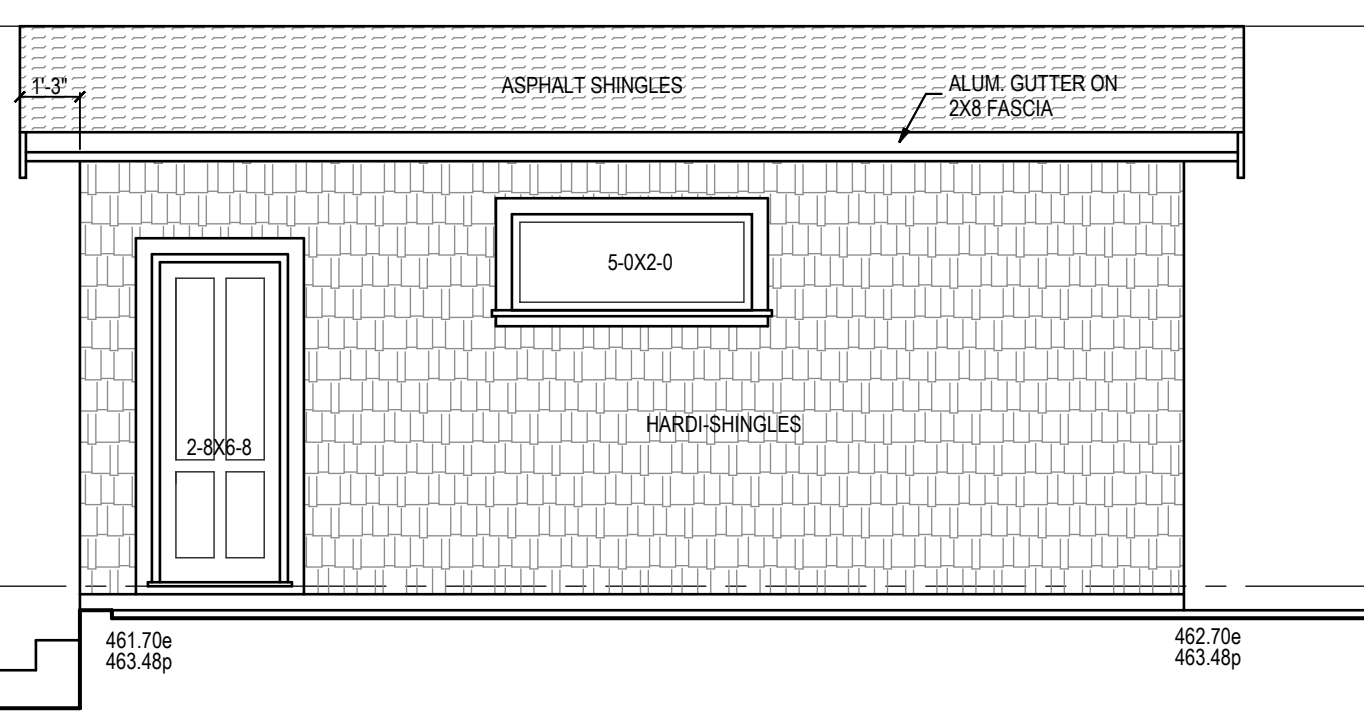 1'-3"
ASPHALT SHINGLES
ALUM. GUTTER ON
2X8 FASCIA
5-0X2-0
HARDI-SHINGLES
2-8X6-8
461.70e
463.48p
462.70e
463.48p